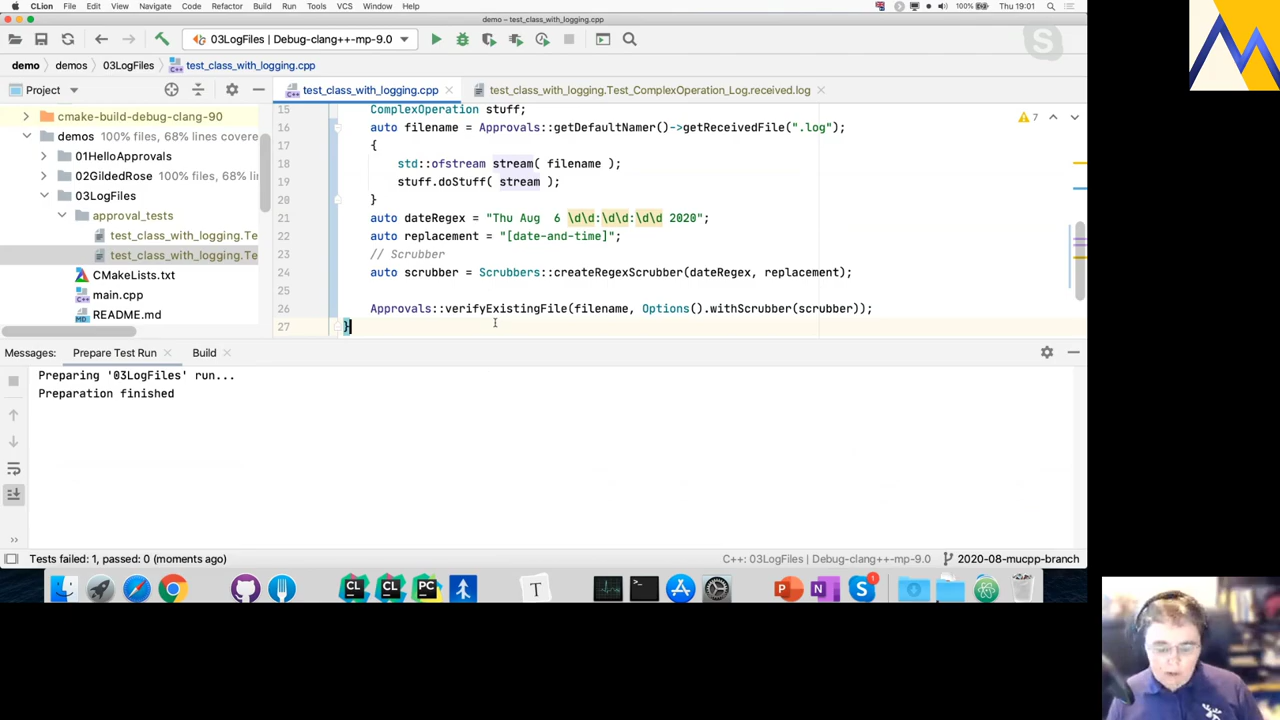 CLion File Edit View Navigate Code Refactor Build Run Tools VCS Window Help 100% Thu 19:01
demo – test_class_with_logging.cpp
03LogFiles | Debug-clang++-mp-9.0
demo demos 03LogFiles test_class_with_logging.cpp
Project test_class_with_logging.cpp test_class_with_logging.Test_ComplexOperation_Log.received.log
cmake-build-debug-clang-90
demos 100% files, 68% lines covere
01HelloApprovals
02GildedRose 100% files, 68% lin
03LogFiles
approval_tests
test_class_with_logging.Te
test_class_with_logging.Te
CMakeLists.txt
main.cpp
README.md
15 ComplexOperation stuff;
16 auto filename = Approvals::getDefaultNamer()->getReceivedFile(".log");
17 {
18 std::ofstream stream( filename );
19 stuff.doStuff( stream );
20 }
21 auto dateRegex = "Thu Aug  6 \d\d:\d\d:\d\d 2020";
22 auto replacement = "[date-and-time]";
23 // Scrubber
24 auto scrubber = Scrubbers::createRegexScrubber(dateRegex, replacement);
25
26 Approvals::verifyExistingFile(filename, Options().withScrubber(scrubber));
27 }
7
Messages: Prepare Test Run Build
Preparing '03LogFiles' run...
Preparation finished
Tests failed: 1, passed: 0 (moments ago) C++: 03LogFiles | Debug-clang++-mp-9.0 2020-08-mucpp-branch
CL CL PC T P N S 1